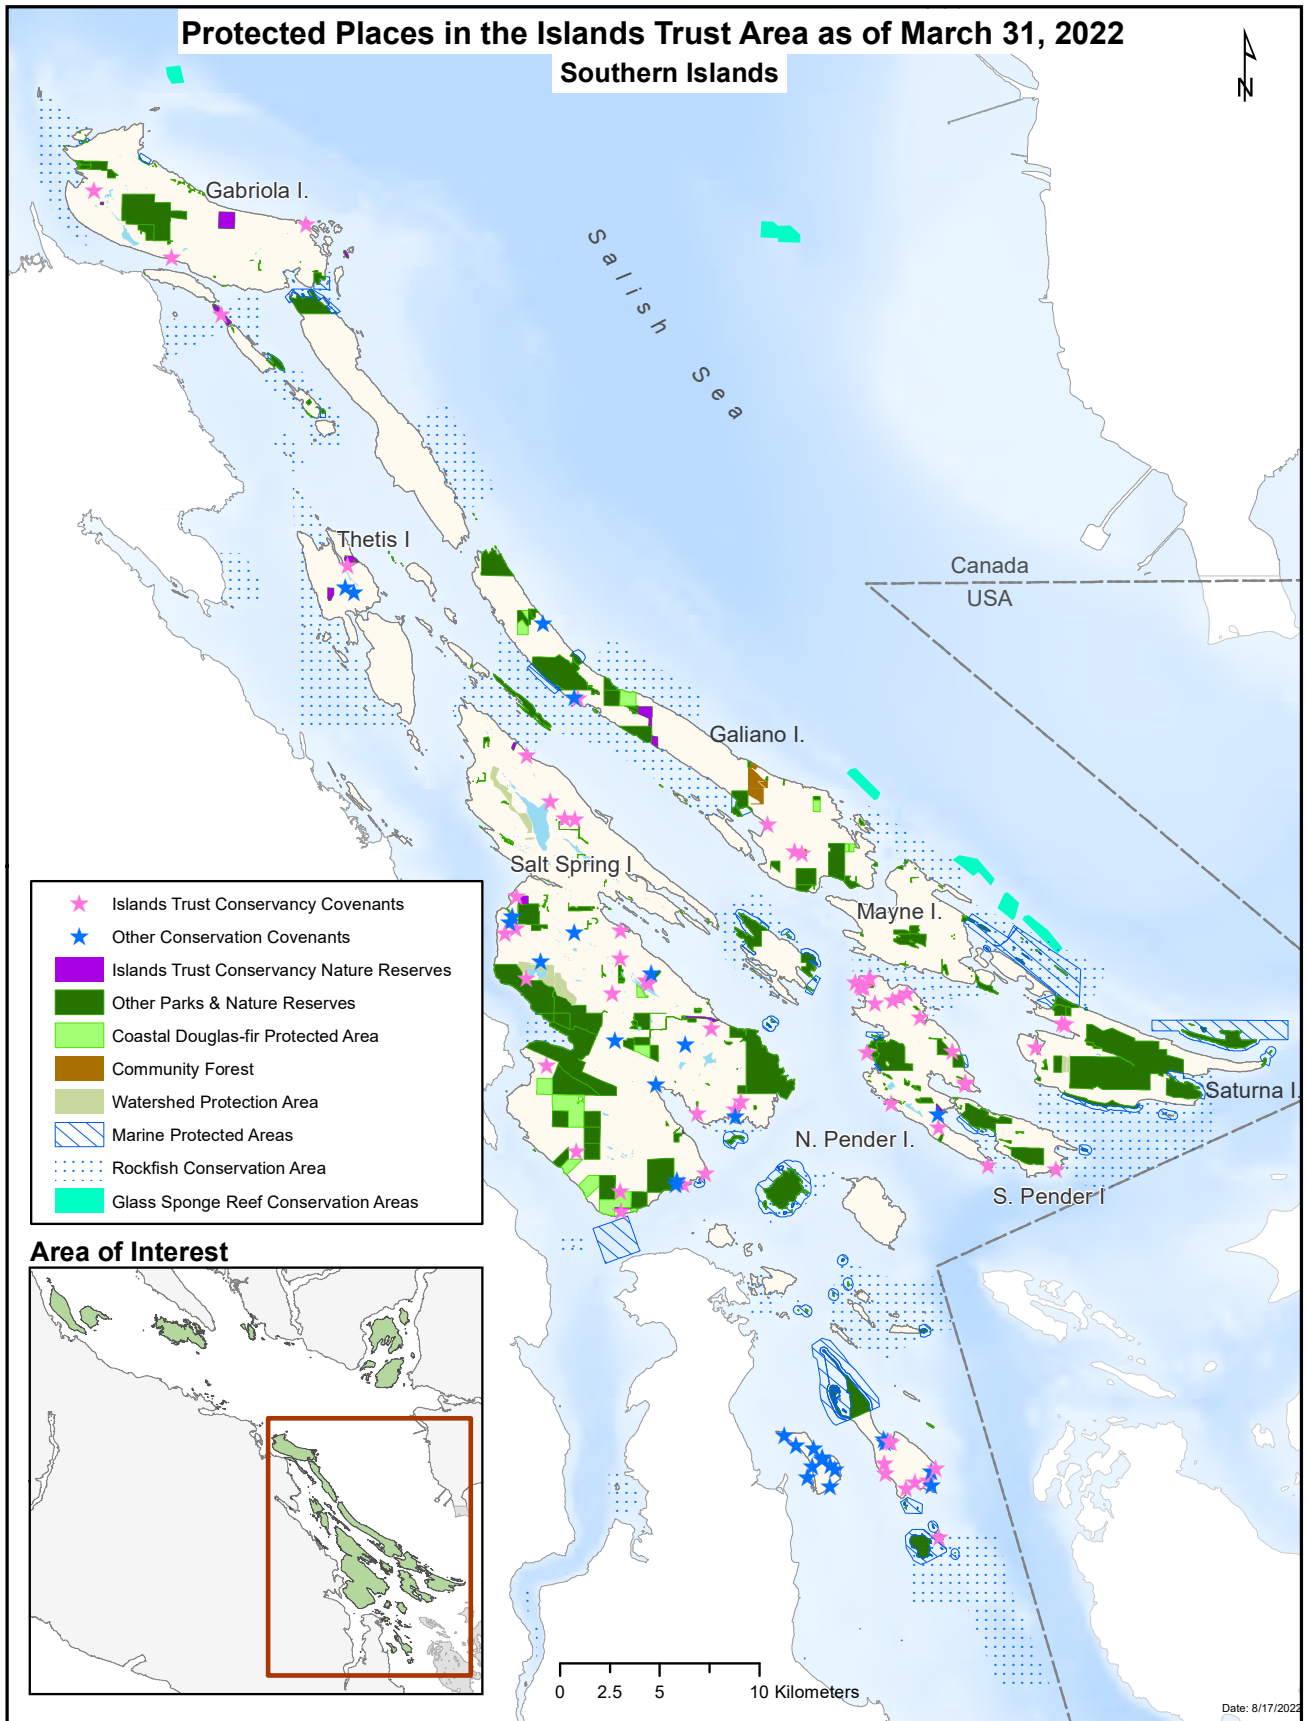 Protected Places in the Islands Trust Area as of March 31, 2022
Southern Islands
N
Gabriola I.
Salish Sea
Thetis I
Canada
USA
Galiano I.
Salt Spring I
Mayne I.
Saturna I.
N. Pender I.
S. Pender I
Islands Trust Conservancy Covenants
Other Conservation Covenants
Islands Trust Conservancy Nature Reserves
Other Parks & Nature Reserves
Coastal Douglas-fir Protected Area
Community Forest
Watershed Protection Area
Marine Protected Areas
Rockfish Conservation Area
Glass Sponge Reef Conservation Areas
Area of Interest
0 2.5 5 10 Kilometers
Date: 8/17/2022